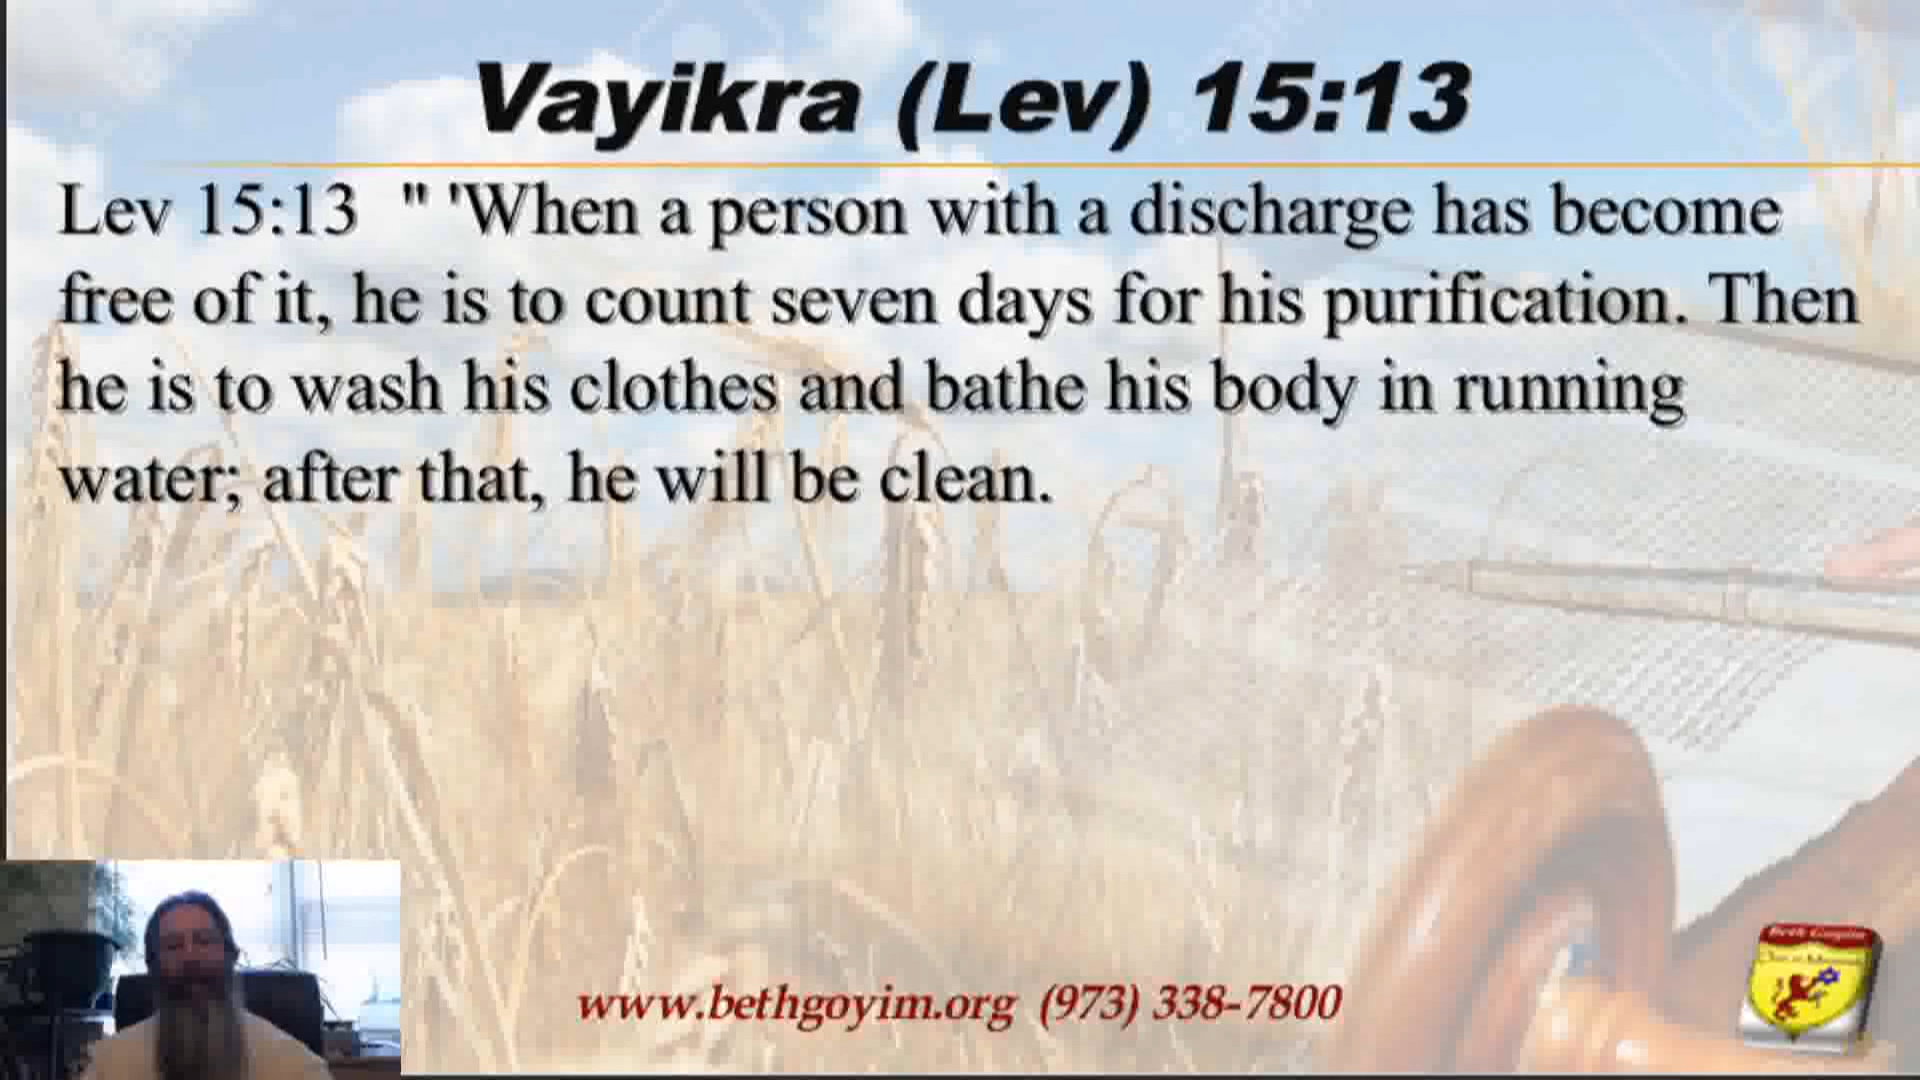 Vayikra (Lev) 15:13
Lev 15:13 " 'When a person with a discharge has become
free of it, he is to count seven days for his purification. Then
he is to wash his clothes and bathe his body in running
water; after that, he will be clean.
www.bethgoyim.org (973) 338-7800
Beth Goyim